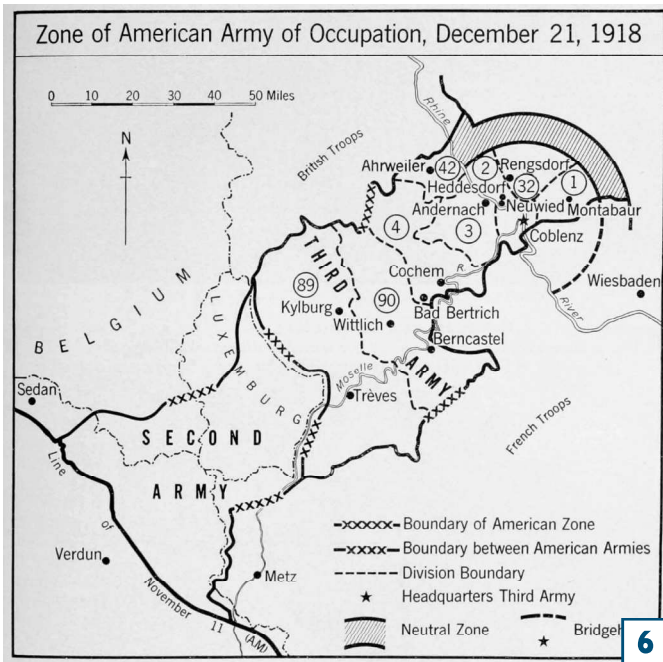 Zone of American Army of Occupation, December 21, 1918
0 10 20 30 40 50 Miles
N
British Troops
Rhine
Ahrweiler
42
2
Rengsdorf
1
Heddesdorf
32
Andernach
Neuwied
Montabaur
4
3
Coblenz
THIRD
Cochem
R.
Wiesbaden
89
90
Bad Bertrich
River
Kylburg
Wittlich
BELGIUM
LUXEMBURG
Berncastel
ARMY
Moselle
Sedan
Trèves
SECOND
French Troops
ARMY
Line
of
November
11
(AM)
Verdun
Metz
Boundary of American Zone
Boundary between American Armies
Division Boundary
Headquarters Third Army
Neutral Zone
6